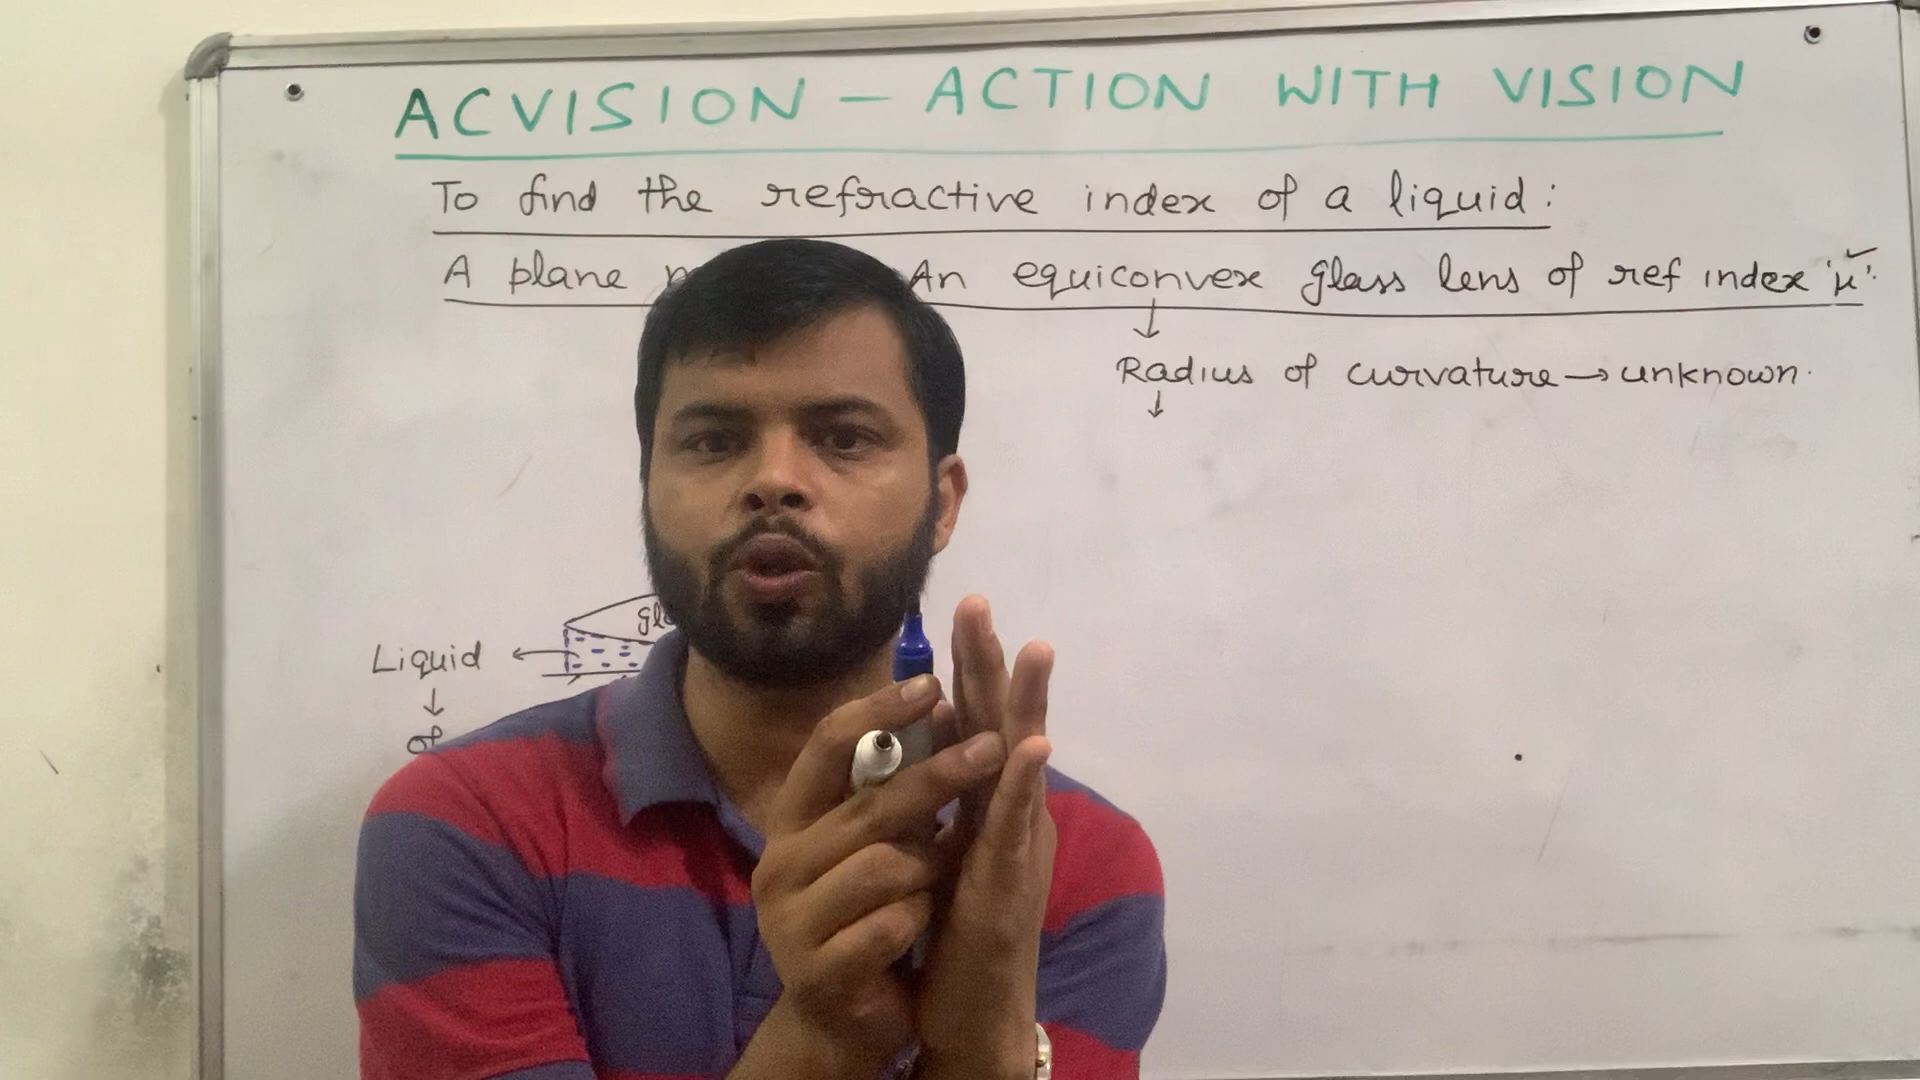 ACVISION - ACTION WITH VISION
To find the refractive index of a liquid:
A plane An equiconvex glass lens of ref index 'μ'.
Radius of curvature → unknown.
Liquid
of